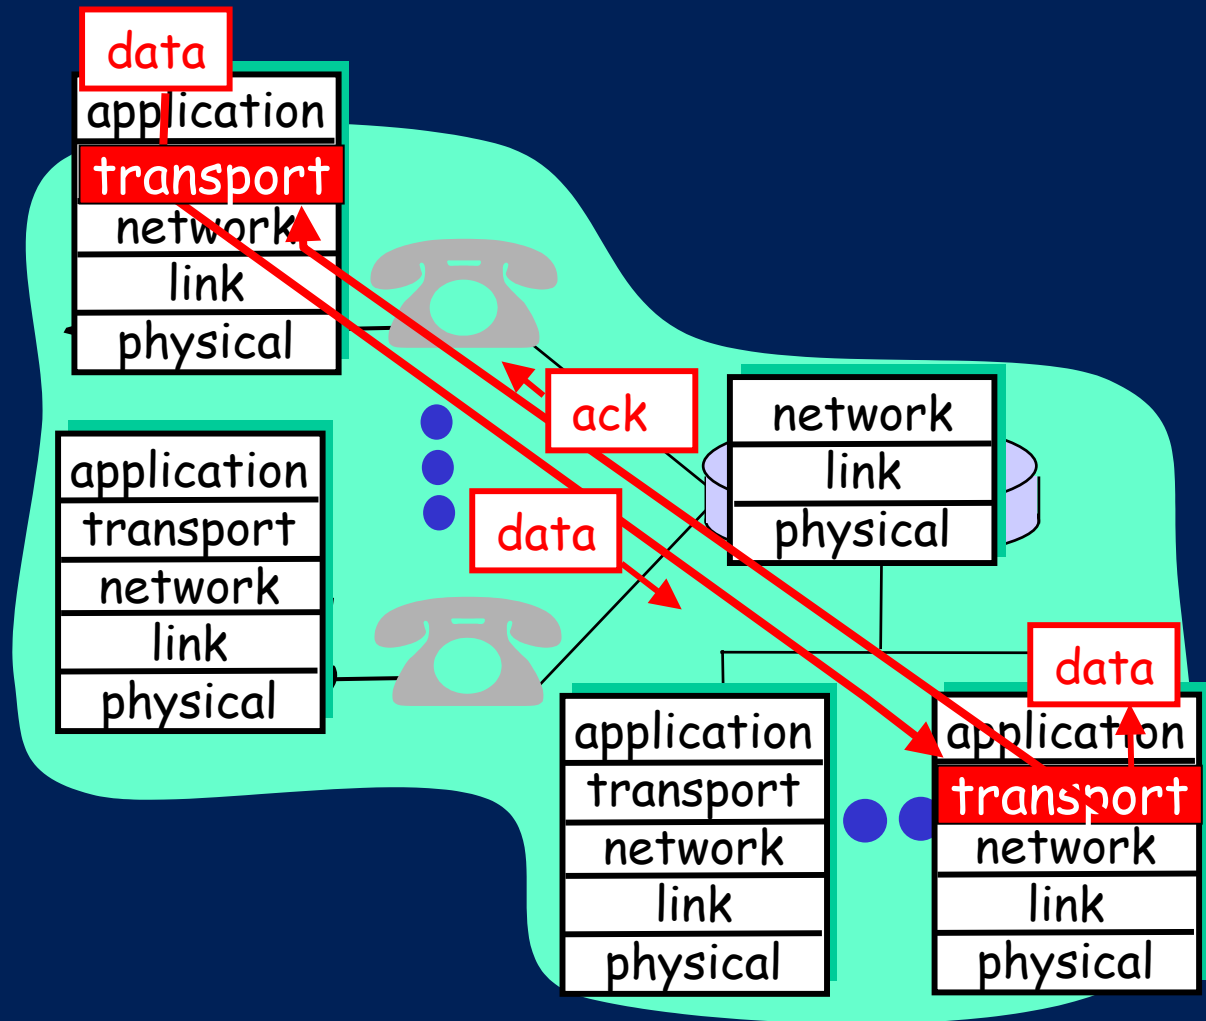 data
application
transport
network
link
physical
ack
data
application
transport
network
link
physical
network
link
physical
data
application
transport
network
link
physical
application
transport
network
link
physical